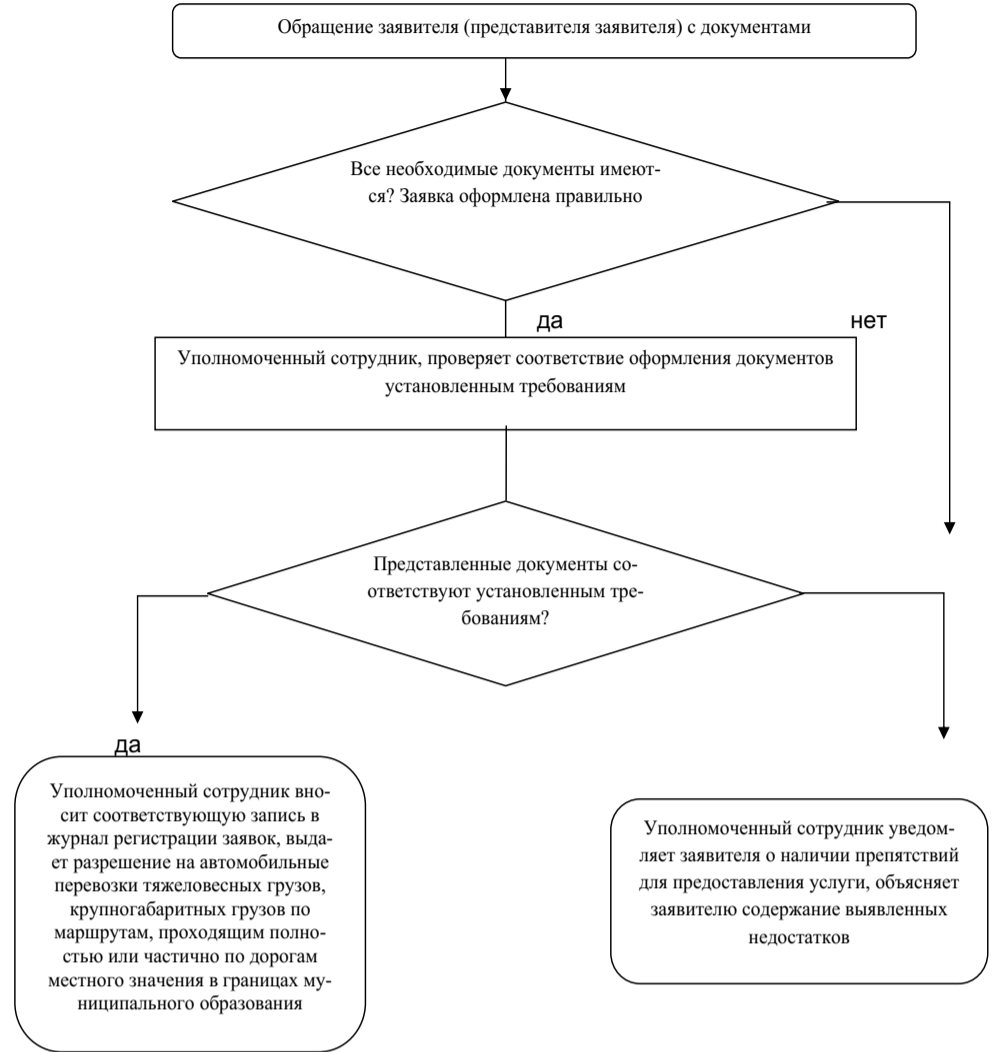 Обращение заявителя (представителя заявителя) с документами
Все необходимые документы имеют-
ся? Заявка оформлена правильно
да
нет
Уполномоченный сотрудник, проверяет соответствие оформления документов
установленным требованиям
Представленные документы со-
ответствуют установленным тре-
бованиям?
да
Уполномоченный сотрудник вно-
сит соответствующую запись в
журнал регистрации заявок, выда-
ет разрешение на автомобильные
перевозки тяжеловесных грузов,
крупногабаритных грузов по
маршрутам, проходящим полно-
стью или частично по дорогам
местного значения в границах му-
ниципального образования
Уполномоченный сотрудник уведом-
ляет заявителя о наличии препятствий
для предоставления услуги, объясняет
заявителю содержание выявленных
недостатков